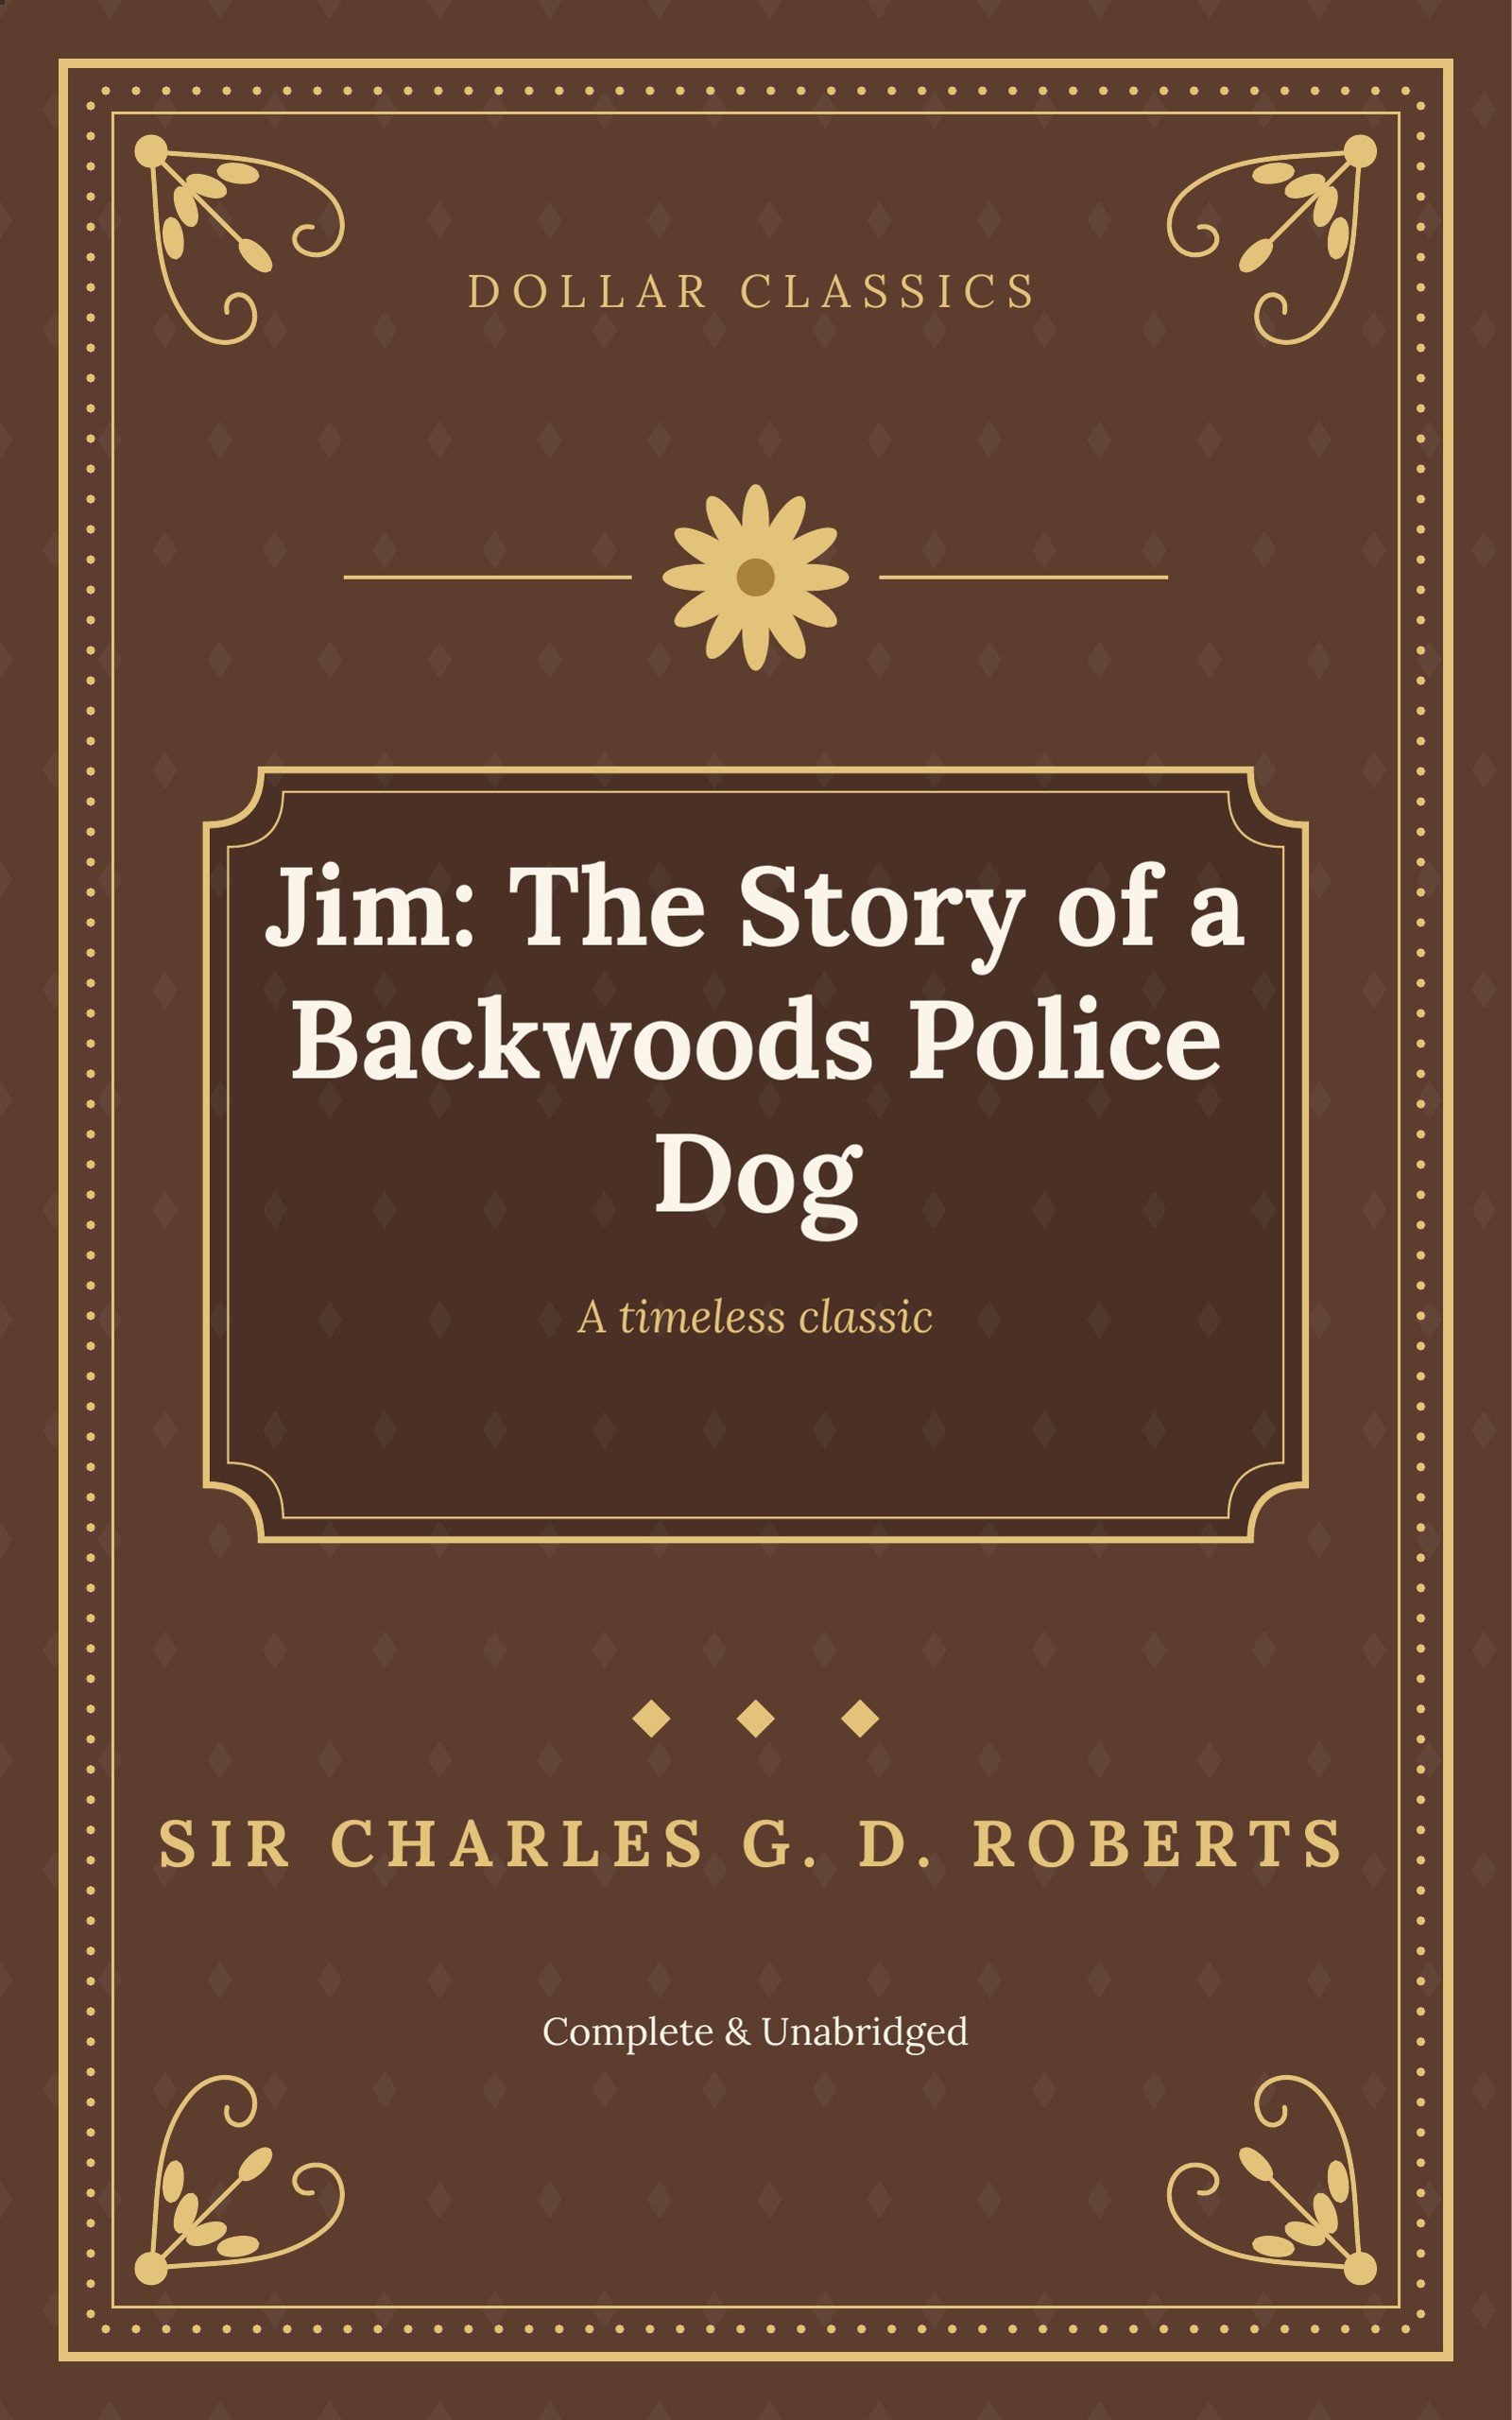 DOLLAR CLASSICS
Jim: The Story of a
Backwoods Police
Dog
A timeless classic
SIR CHARLES G. D. ROBERTS
Complete & Unabridged